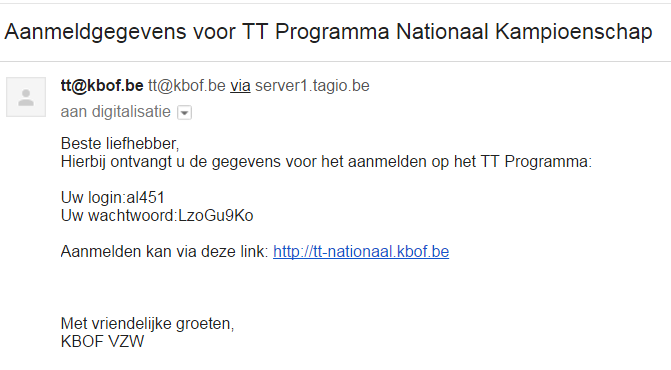 Aanmeldgegevens voor TT Programma Nationaal Kampioenschap
tt@kbof.be tt@kbof.be via server1.tagio.be
aan digitalisatie
Beste liefhebber,
Hierbij ontvangt u de gegevens voor het aanmelden op het TT Programma:
Uw login:al451
Uw wachtwoord:LzoGu9Ko
Aanmelden kan via deze link: http://tt-nationaal.kbof.be
Met vriendelijke groeten,
KBOF VZW